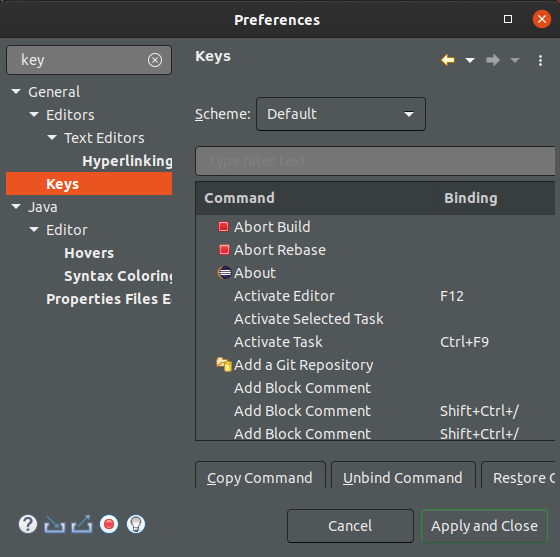 Preferences
key
General
Editors
Text Editors
Hyperlinking
Keys
Java
Editor
Hovers
Syntax Coloring
Properties Files E
Keys
Scheme: Default
type filter text
Command Binding
Abort Build
Abort Rebase
About
Activate Editor F12
Activate Selected Task
Activate Task Ctrl+F9
Add a Git Repository
Add Block Comment
Add Block Comment Shift+Ctrl+/
Add Block Comment Shift+Ctrl+/
Copy Command Unbind Command Restore C
Cancel Apply and Close